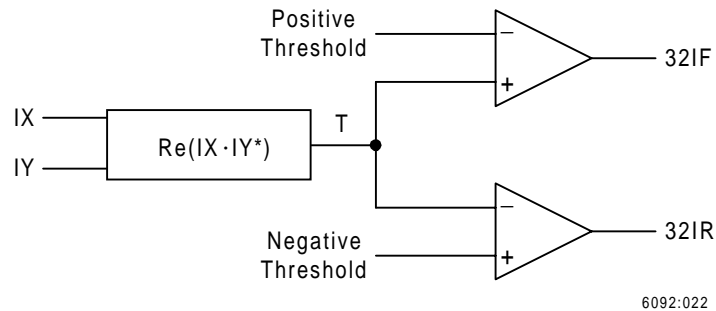 Positive
Threshold
−
+
32IF
IX
IY
Re(IX·IY*)
T
−
+
32IR
Negative
Threshold
6092:022